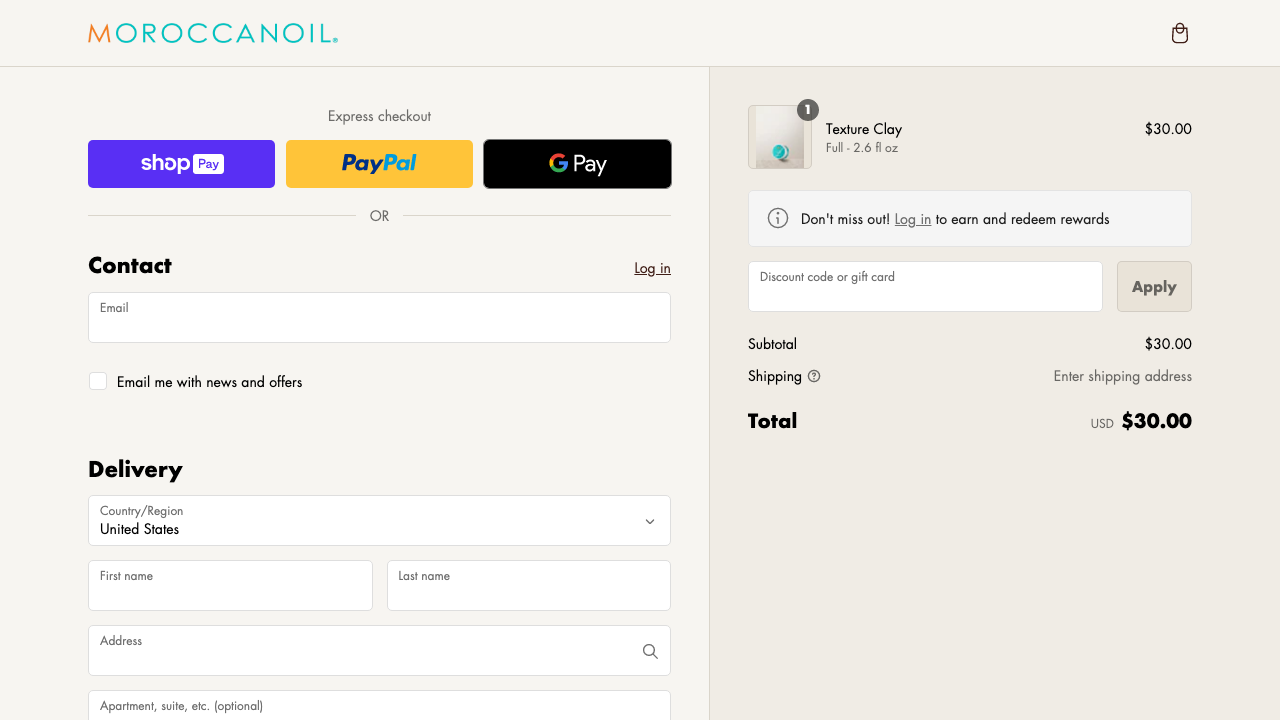 MOROCCANOIL®
Express checkout
shop Pay
PayPal
G Pay
OR
Contact
Log in
Email
Email me with news and offers
Delivery
Country/Region
United States
First name
Last name
Address
Apartment, suite, etc. (optional)
1
Texture Clay
$30.00
Full - 2.6 fl oz
Don't miss out! Log in to earn and redeem rewards
Discount code or gift card
Apply
Subtotal
$30.00
Shipping
Enter shipping address
Total
USD $30.00